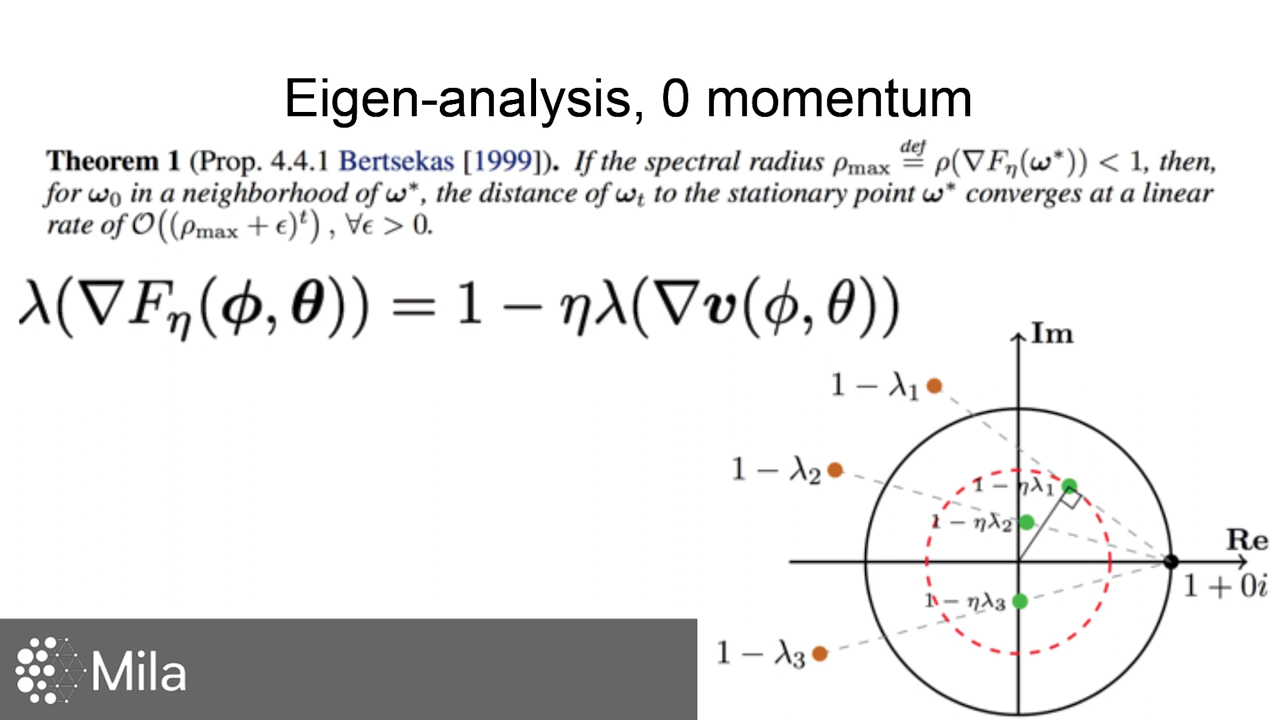 Eigen-analysis, 0 momentum
Theorem 1 (Prop. 4.4.1 Bertsekas [1999]). If the spectral radius ρmax def= ρ(∇Fη(ω*)) < 1, then,
for ω0 in a neighborhood of ω*, the distance of ωt to the stationary point ω* converges at a linear
rate of O((ρmax + ϵ)^t) , ∀ϵ > 0.
λ(∇Fη(ϕ, θ)) = 1 − ηλ(∇v(ϕ, θ))
Im
1 − λ1
1 − λ2
1 − ηλ1
1 − ηλ2
Re
1 + 0i
1 − ηλ3
1 − λ3
Mila